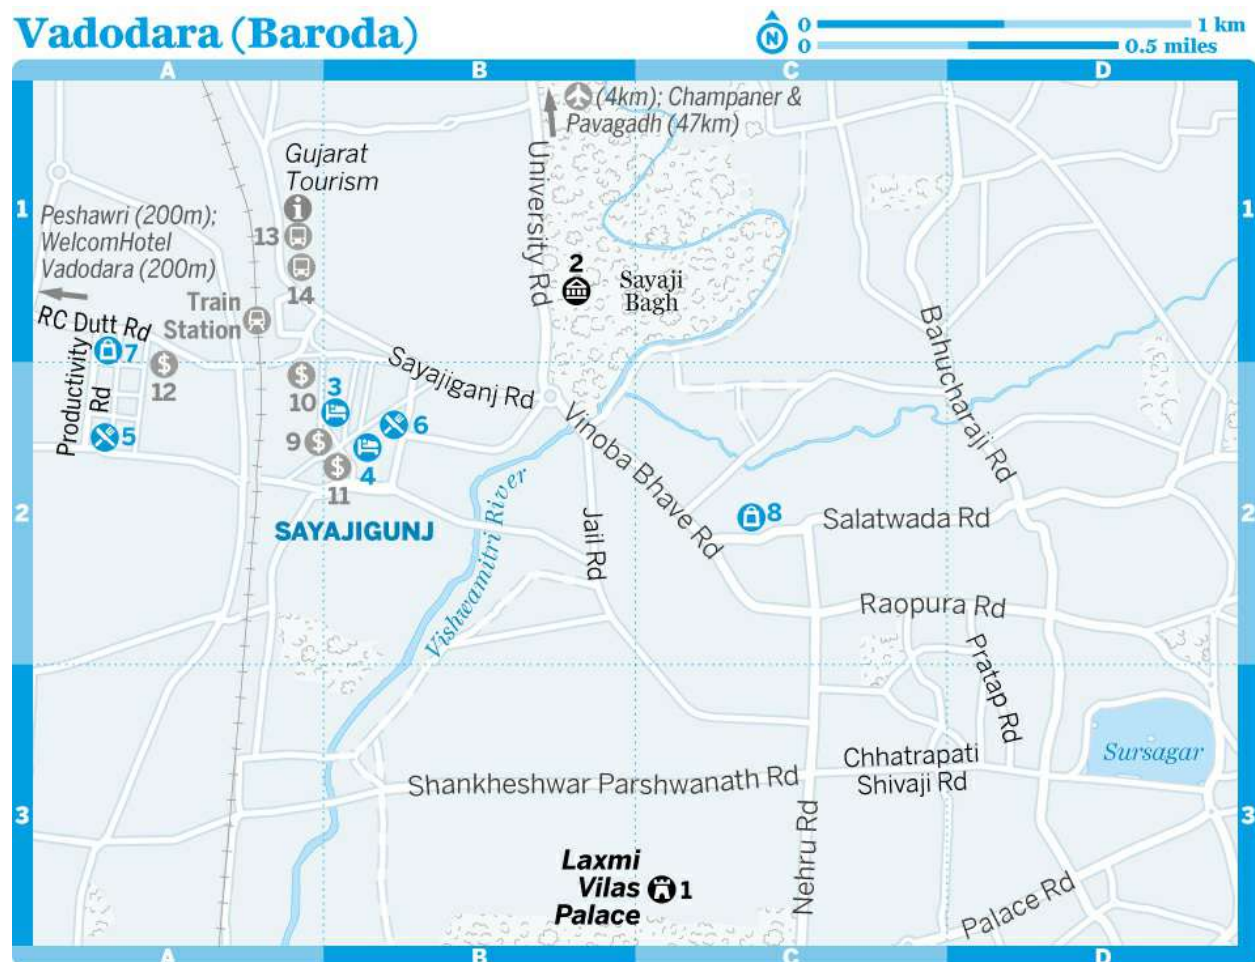 Vadodara (Baroda)
N
0 1 km
0 0.5 miles
A B C D
(4km); Champaner &
Pavagadh (47km)
Gujarat
Tourism
i
1
1
Peshawri (200m);
WelcomHotel
Vadodara (200m)
13
14
University Rd
2
Sayaji
Bagh
Train
Station
RC Dutt Rd
7
$
12
Productivity
Rd
5
$
10
3
Sayajiganj Rd
6
9 $
4
$
11
Bahucharaji Rd
Vinoba Bhave Rd
2
2
SAYAJIGUNJ
Vishwamitri River
Jail Rd
8
Salatwada Rd
Raopura Rd
Pratap Rd
Sursagar
Chhatrapati
Shivaji Rd
Shankheshwar Parshwanath Rd
3
3
Nehru Rd
Laxmi
Vilas 1
Palace
Palace Rd
A B C D